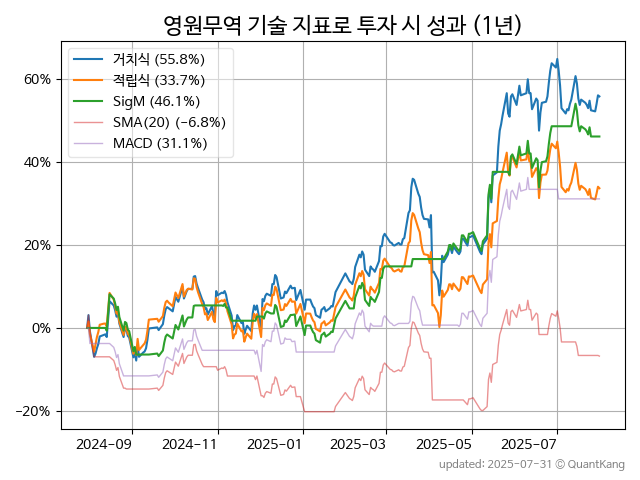 영원무역 기술 지표로 투자 시 성과 (1년)
거치식 (55.8%)
적립식 (33.7%)
SigM (46.1%)
SMA(20) (−6.8%)
MACD (31.1%)
60%
40%
20%
0%
−20%
2024-09 2024-11 2025-01 2025-03 2025-05 2025-07
updated: 2025-07-31 © QuantKang